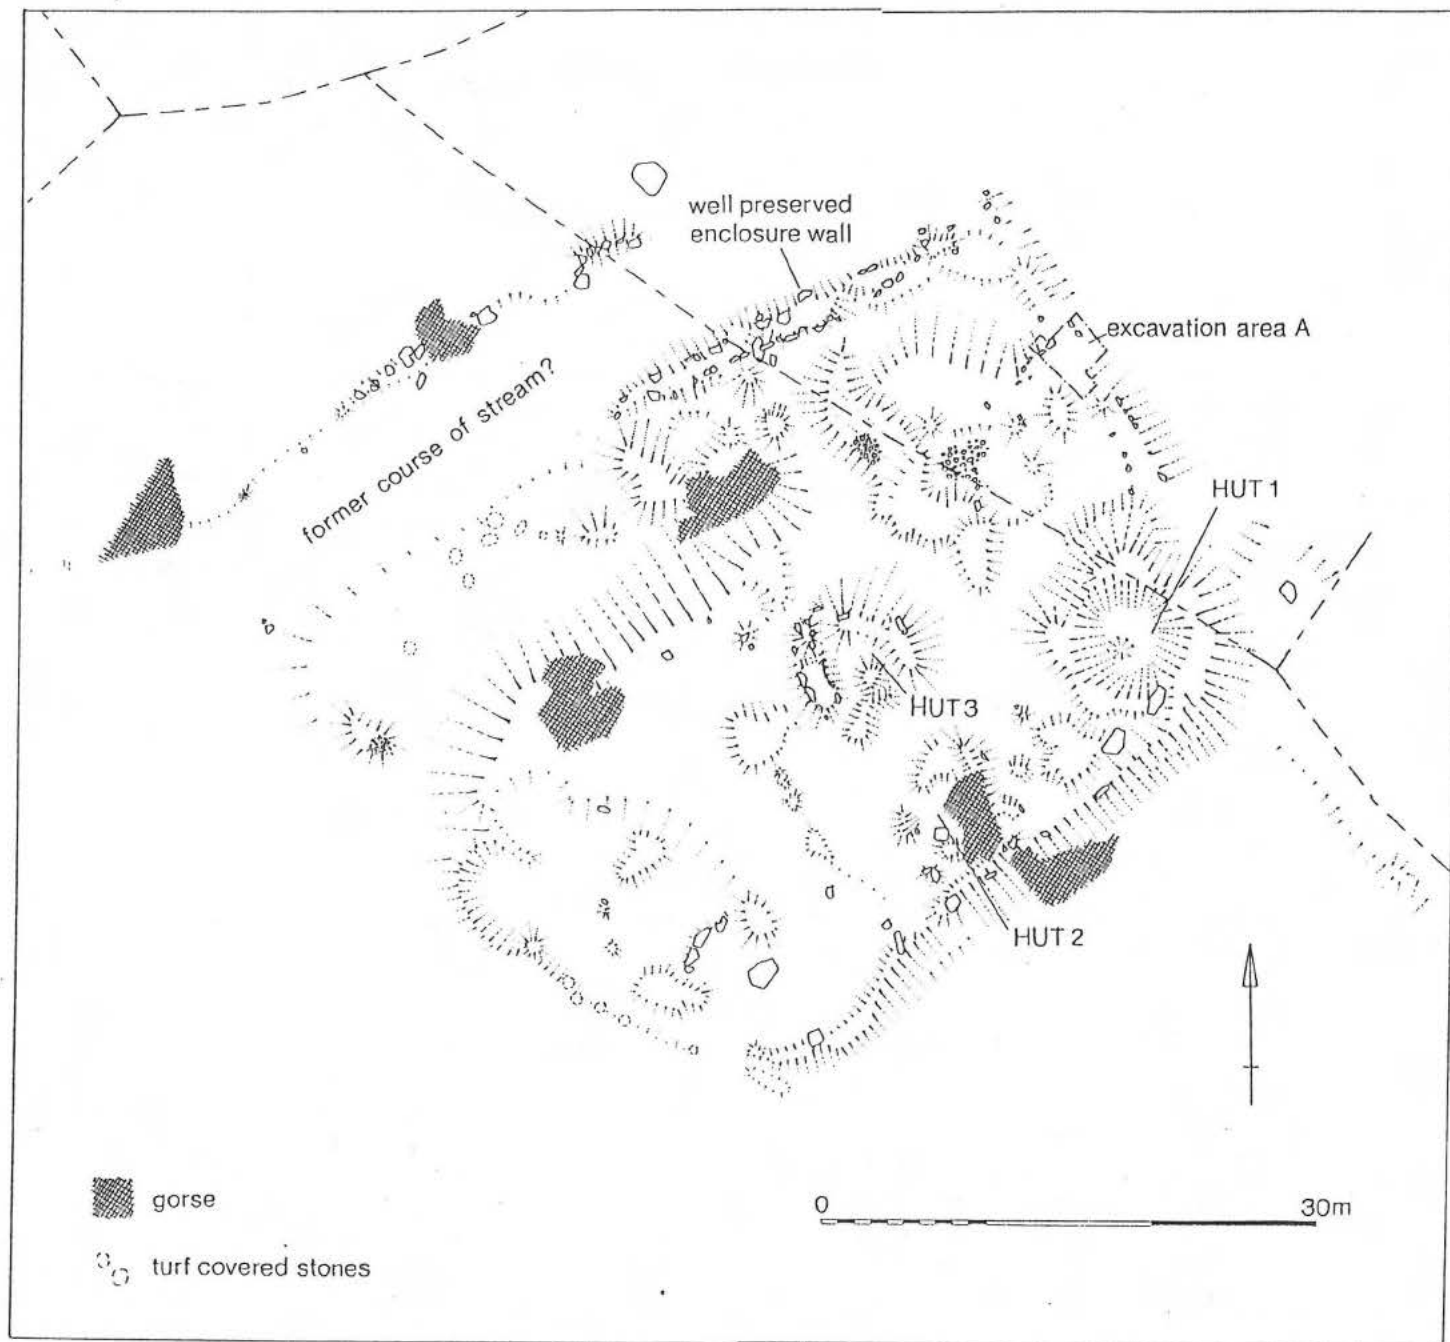 well preserved
enclosure wall
excavation area A
former course of stream?
HUT 1
HUT 3
HUT 2
gorse
0 30m
turf covered stones